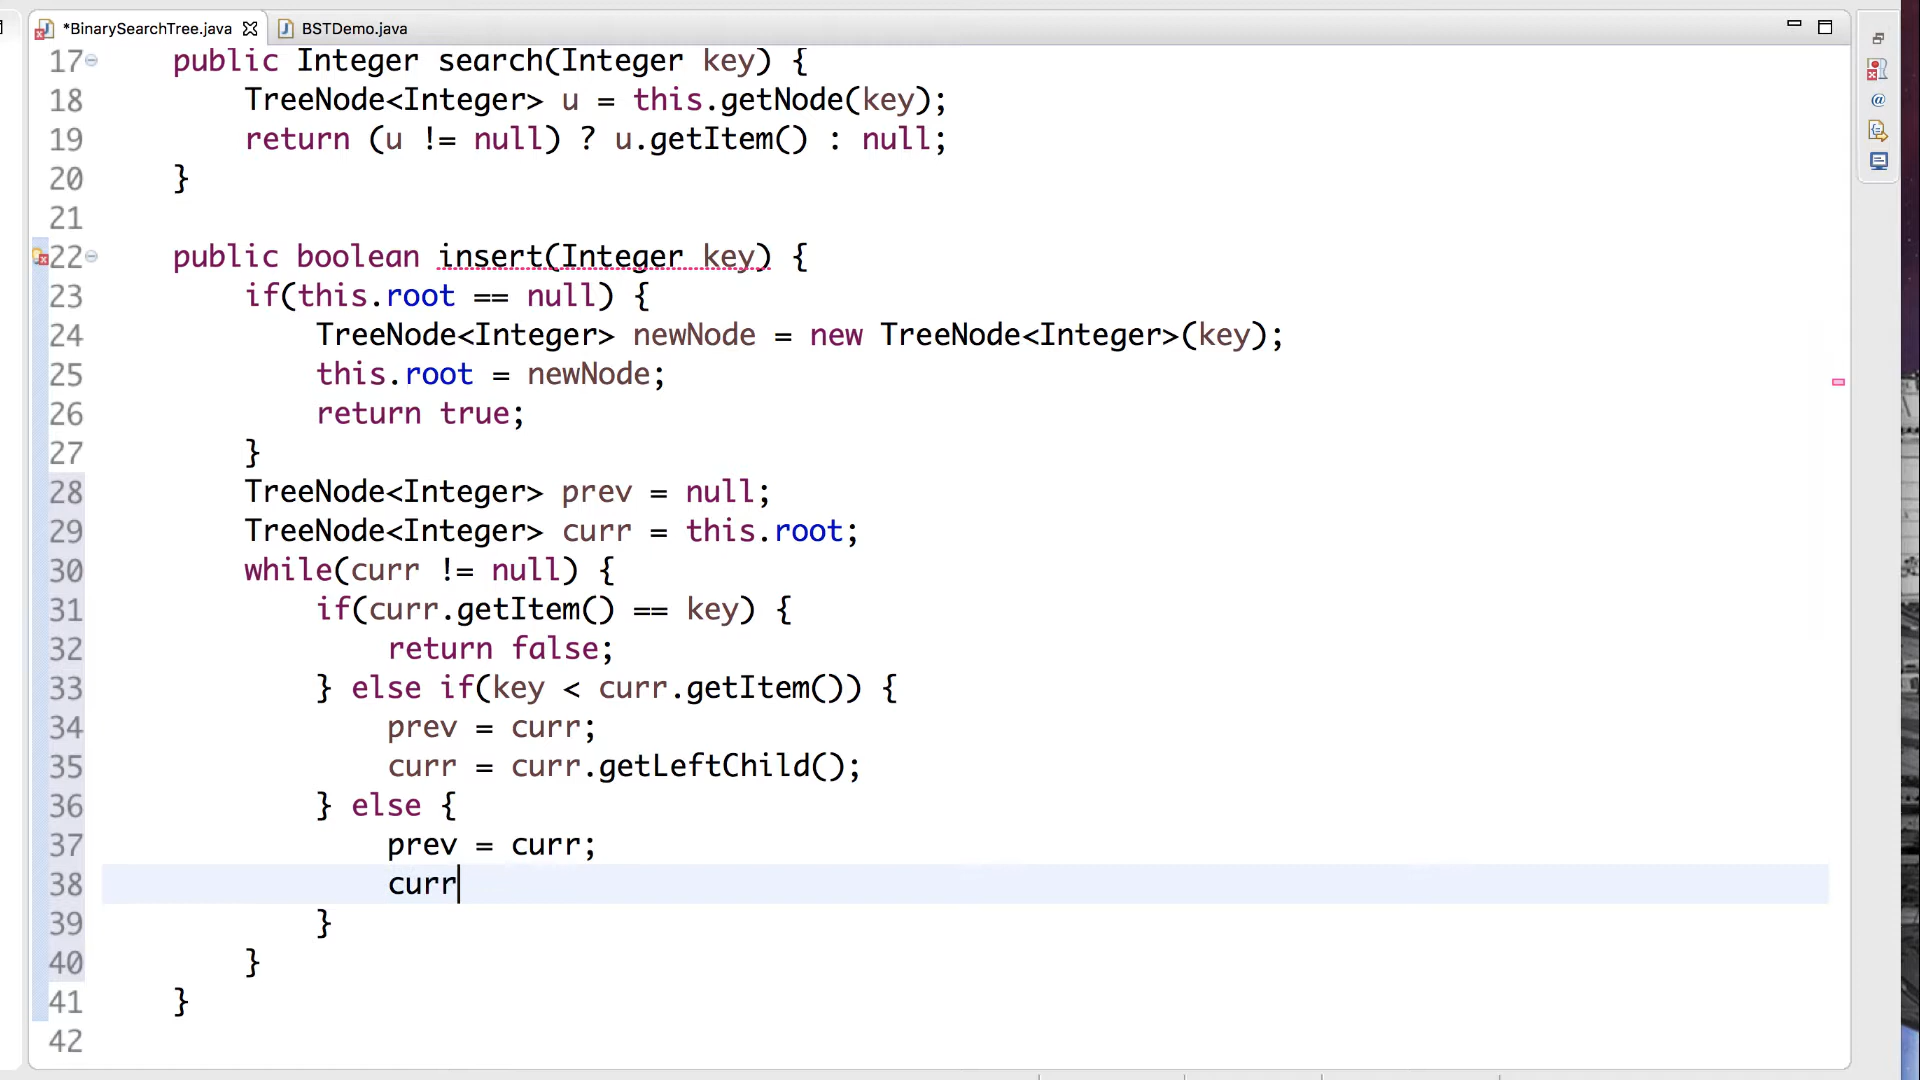 *BinarySearchTree.java BSTDemo.java
17 public Integer search(Integer key) {
18 TreeNode<Integer> u = this.getNode(key);
19 return (u != null) ? u.getItem() : null;
20 }
21
22 public boolean insert(Integer key) {
23 if(this.root == null) {
24 TreeNode<Integer> newNode = new TreeNode<Integer>(key);
25 this.root = newNode;
26 return true;
27 }
28 TreeNode<Integer> prev = null;
29 TreeNode<Integer> curr = this.root;
30 while(curr != null) {
31 if(curr.getItem() == key) {
32 return false;
33 } else if(key < curr.getItem()) {
34 prev = curr;
35 curr = curr.getLeftChild();
36 } else {
37 prev = curr;
38 curr
39 }
40 }
41 }
42